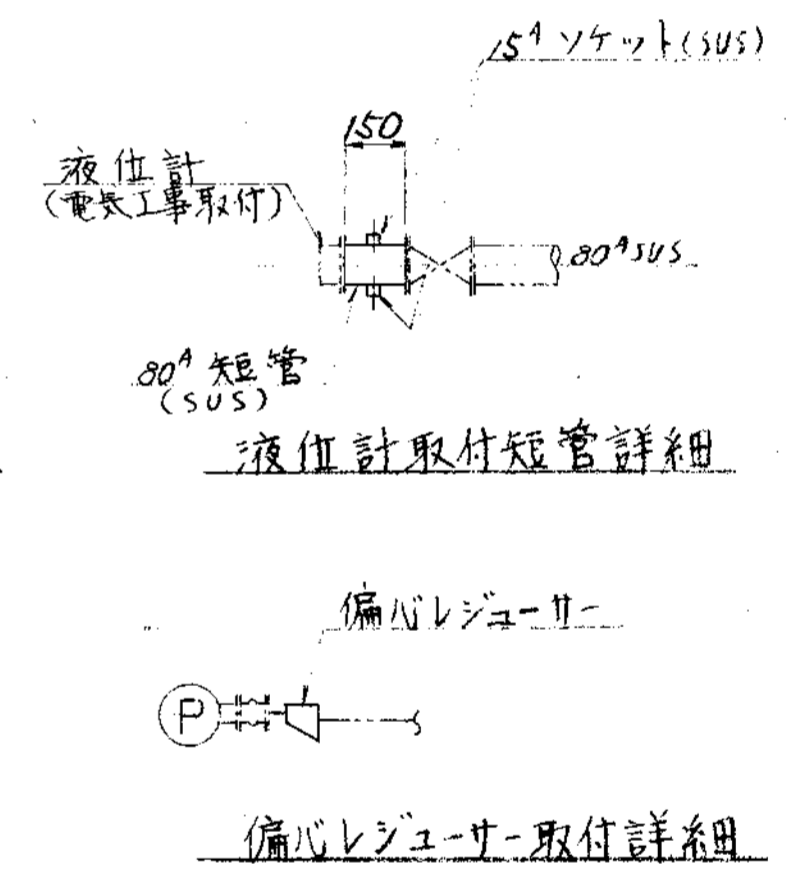 15A ソケット(SUS)
150
液位計
(電気工事取付)
80A SUS
80A 短管
(SUS)
液位計取付短管詳細
偏心レジューサー
P
偏心レジューサー取付詳細